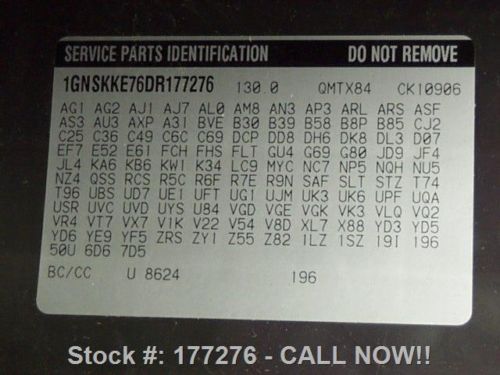 SERVICE PARTS IDENTIFICATION DO NOT REMOVE
1GNSKKE76DR177276 130.0 QMTX84 CK10906
AG1 AG2 AJ1 AJ7 AL0 AM8 AN3 AP3 ARL ARS ASF
AS3 AU3 AXP A31 BVE B30 B39 B58 B85 CJ2
C25 C36 C49 C6C C69 DCP DD8 DH6 DK8 DL3 D07
EF7 E52 E61 FCH FHS FLT GU4 G69 G80 JD9 JF4
JL4 KA6 KB6 KW1 K34 LC9 MYC NC7 NP5 NQH NU5
NZ4 QSS RCS R5C R6F R7E R9N SAF SLT STZ T74
T96 UBS UD7 UE1 UFT UG1 UJM UK3 UK6 UPF UQA
USR UVC UVD UYS U84 VGD VGE VGK VK3 VLQ VQ2
VR4 VT7 VX7 V1K V22 V54 V8D XL7 X88 YD3 YD5
YD6 YE9 YF5 ZRS ZY1 Z55 Z82 1LZ 1SZ 19I 196
50U 6D6 7D5
BC/CC U 8624 196
Stock #: 177276 - CALL NOW!!